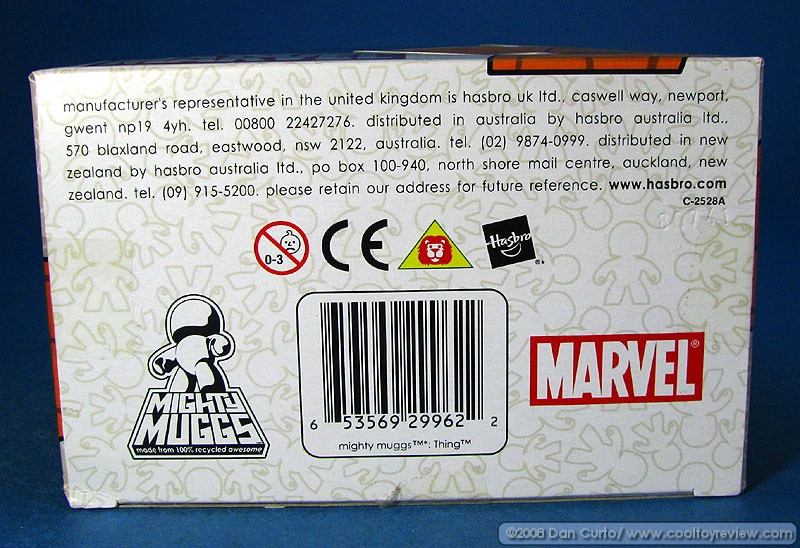 manufacturer's representative in the united kingdom is hasbro uk ltd., caswell way, newport,
gwent np19 4yh. tel. 00800 22427276. distributed in australia by hasbro australia ltd.,
570 blaxland road, eastwood, nsw 2122, australia. tel. (02) 9874-0999. distributed in new
zealand by hasbro australia ltd., po box 100-940, north shore mail centre, auckland, new
zealand. tel. (09) 915-5200. please retain our address for future reference. www.hasbro.com
C-2528A
0-3
CE
Hasbro
®*
MIGHTY
MUGGS
made from 100% recycled awesome
6 53569 29962 2
mighty muggs™*: Thing™
MARVEL®
©2008 Dan Curto/ www.cooltoyreview.com